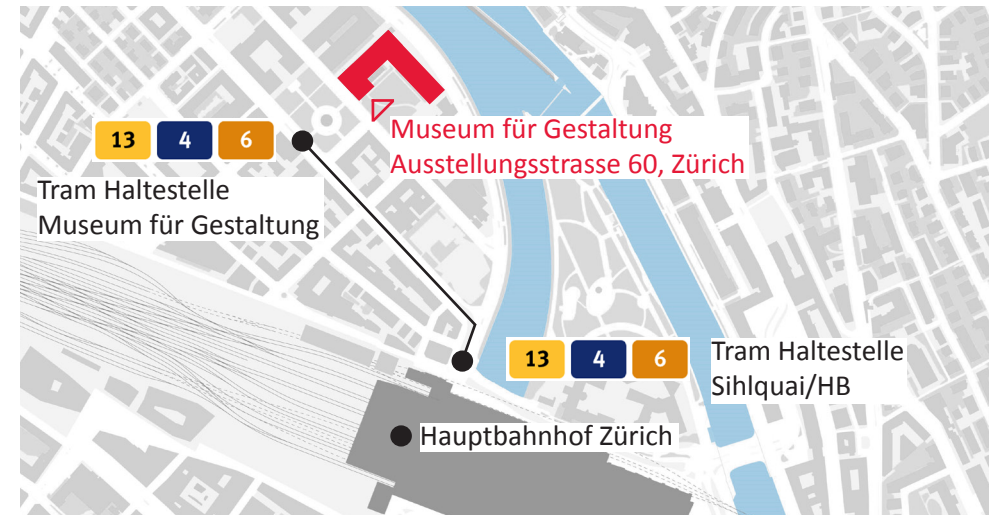 Museum für Gestaltung
Ausstellungsstrasse 60, Zürich
13 4 6
Tram Haltestelle
Museum für Gestaltung
13 4 6
Tram Haltestelle
Sihlquai/HB
Hauptbahnhof Zürich